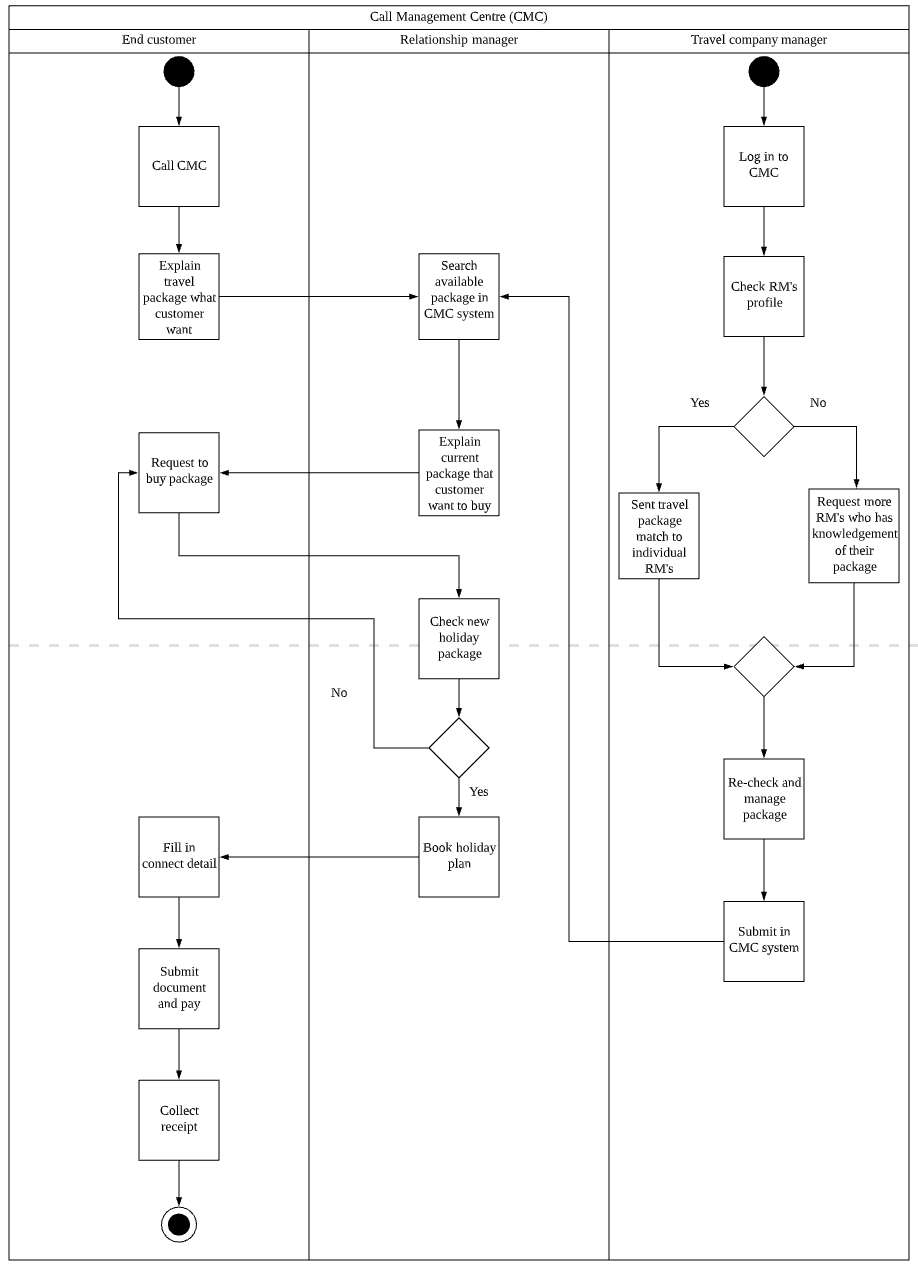 Call Management Centre (CMC)
End customer
Relationship manager
Travel company manager
Call CMC
Log in to
CMC
Explain
travel
package what
customer
want
Search
available
package in
CMC system
Check RM's
profile
Yes
No
Request to
buy package
Explain
current
package that
customer
want to buy
Sent travel
package
match to
individual
RM's
Request more
RM's who has
knowledgement
of their
package
Check new
holiday
package
No
Yes
Re-check and
manage
package
Fill in
connect detail
Book holiday
plan
Submit in
CMC system
Submit
document
and pay
Collect
receipt